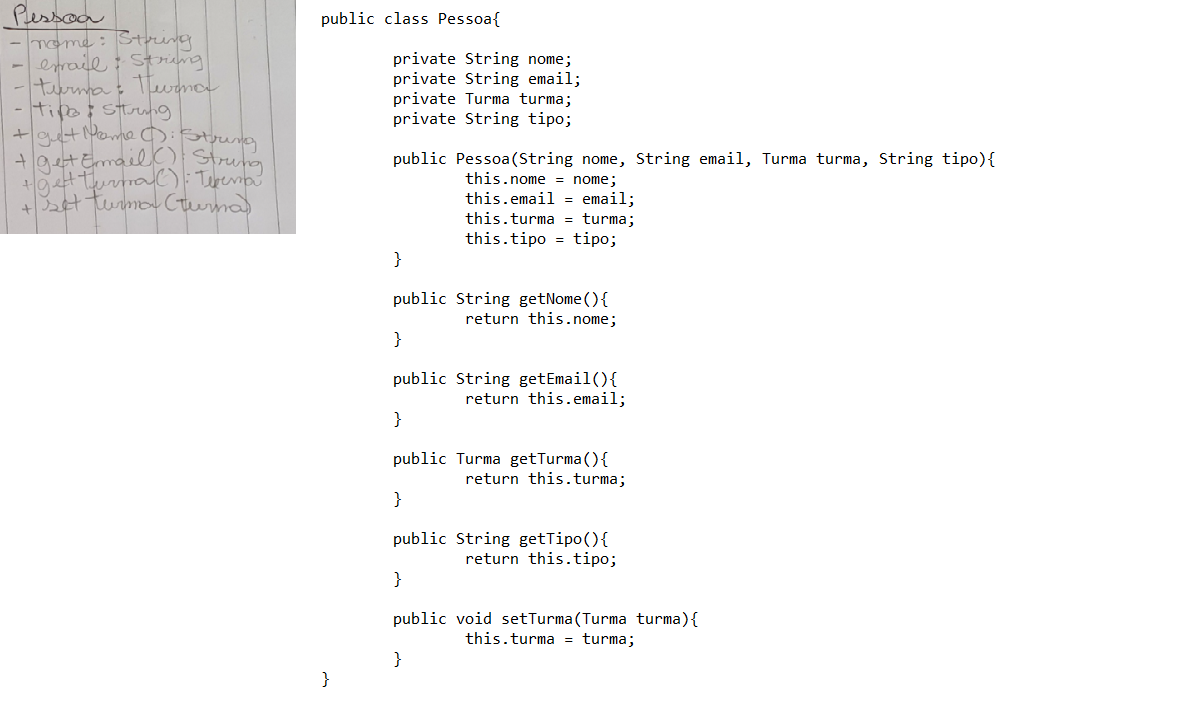 Pessoa
- nome: String
- email: String
- turma: Turma
- tipo: String
+ getNome(): String
+ getEmail(): String
+ getTurma(): Turma
+ set Turma (turma)
public class Pessoa{
private String nome;
private String email;
private Turma turma;
private String tipo;
public Pessoa(String nome, String email, Turma turma, String tipo){
this.nome = nome;
this.email = email;
this.turma = turma;
this.tipo = tipo;
}
public String getNome(){
return this.nome;
}
public String getEmail(){
return this.email;
}
public Turma getTurma(){
return this.turma;
}
public String getTipo(){
return this.tipo;
}
public void setTurma(Turma turma){
this.turma = turma;
}
}